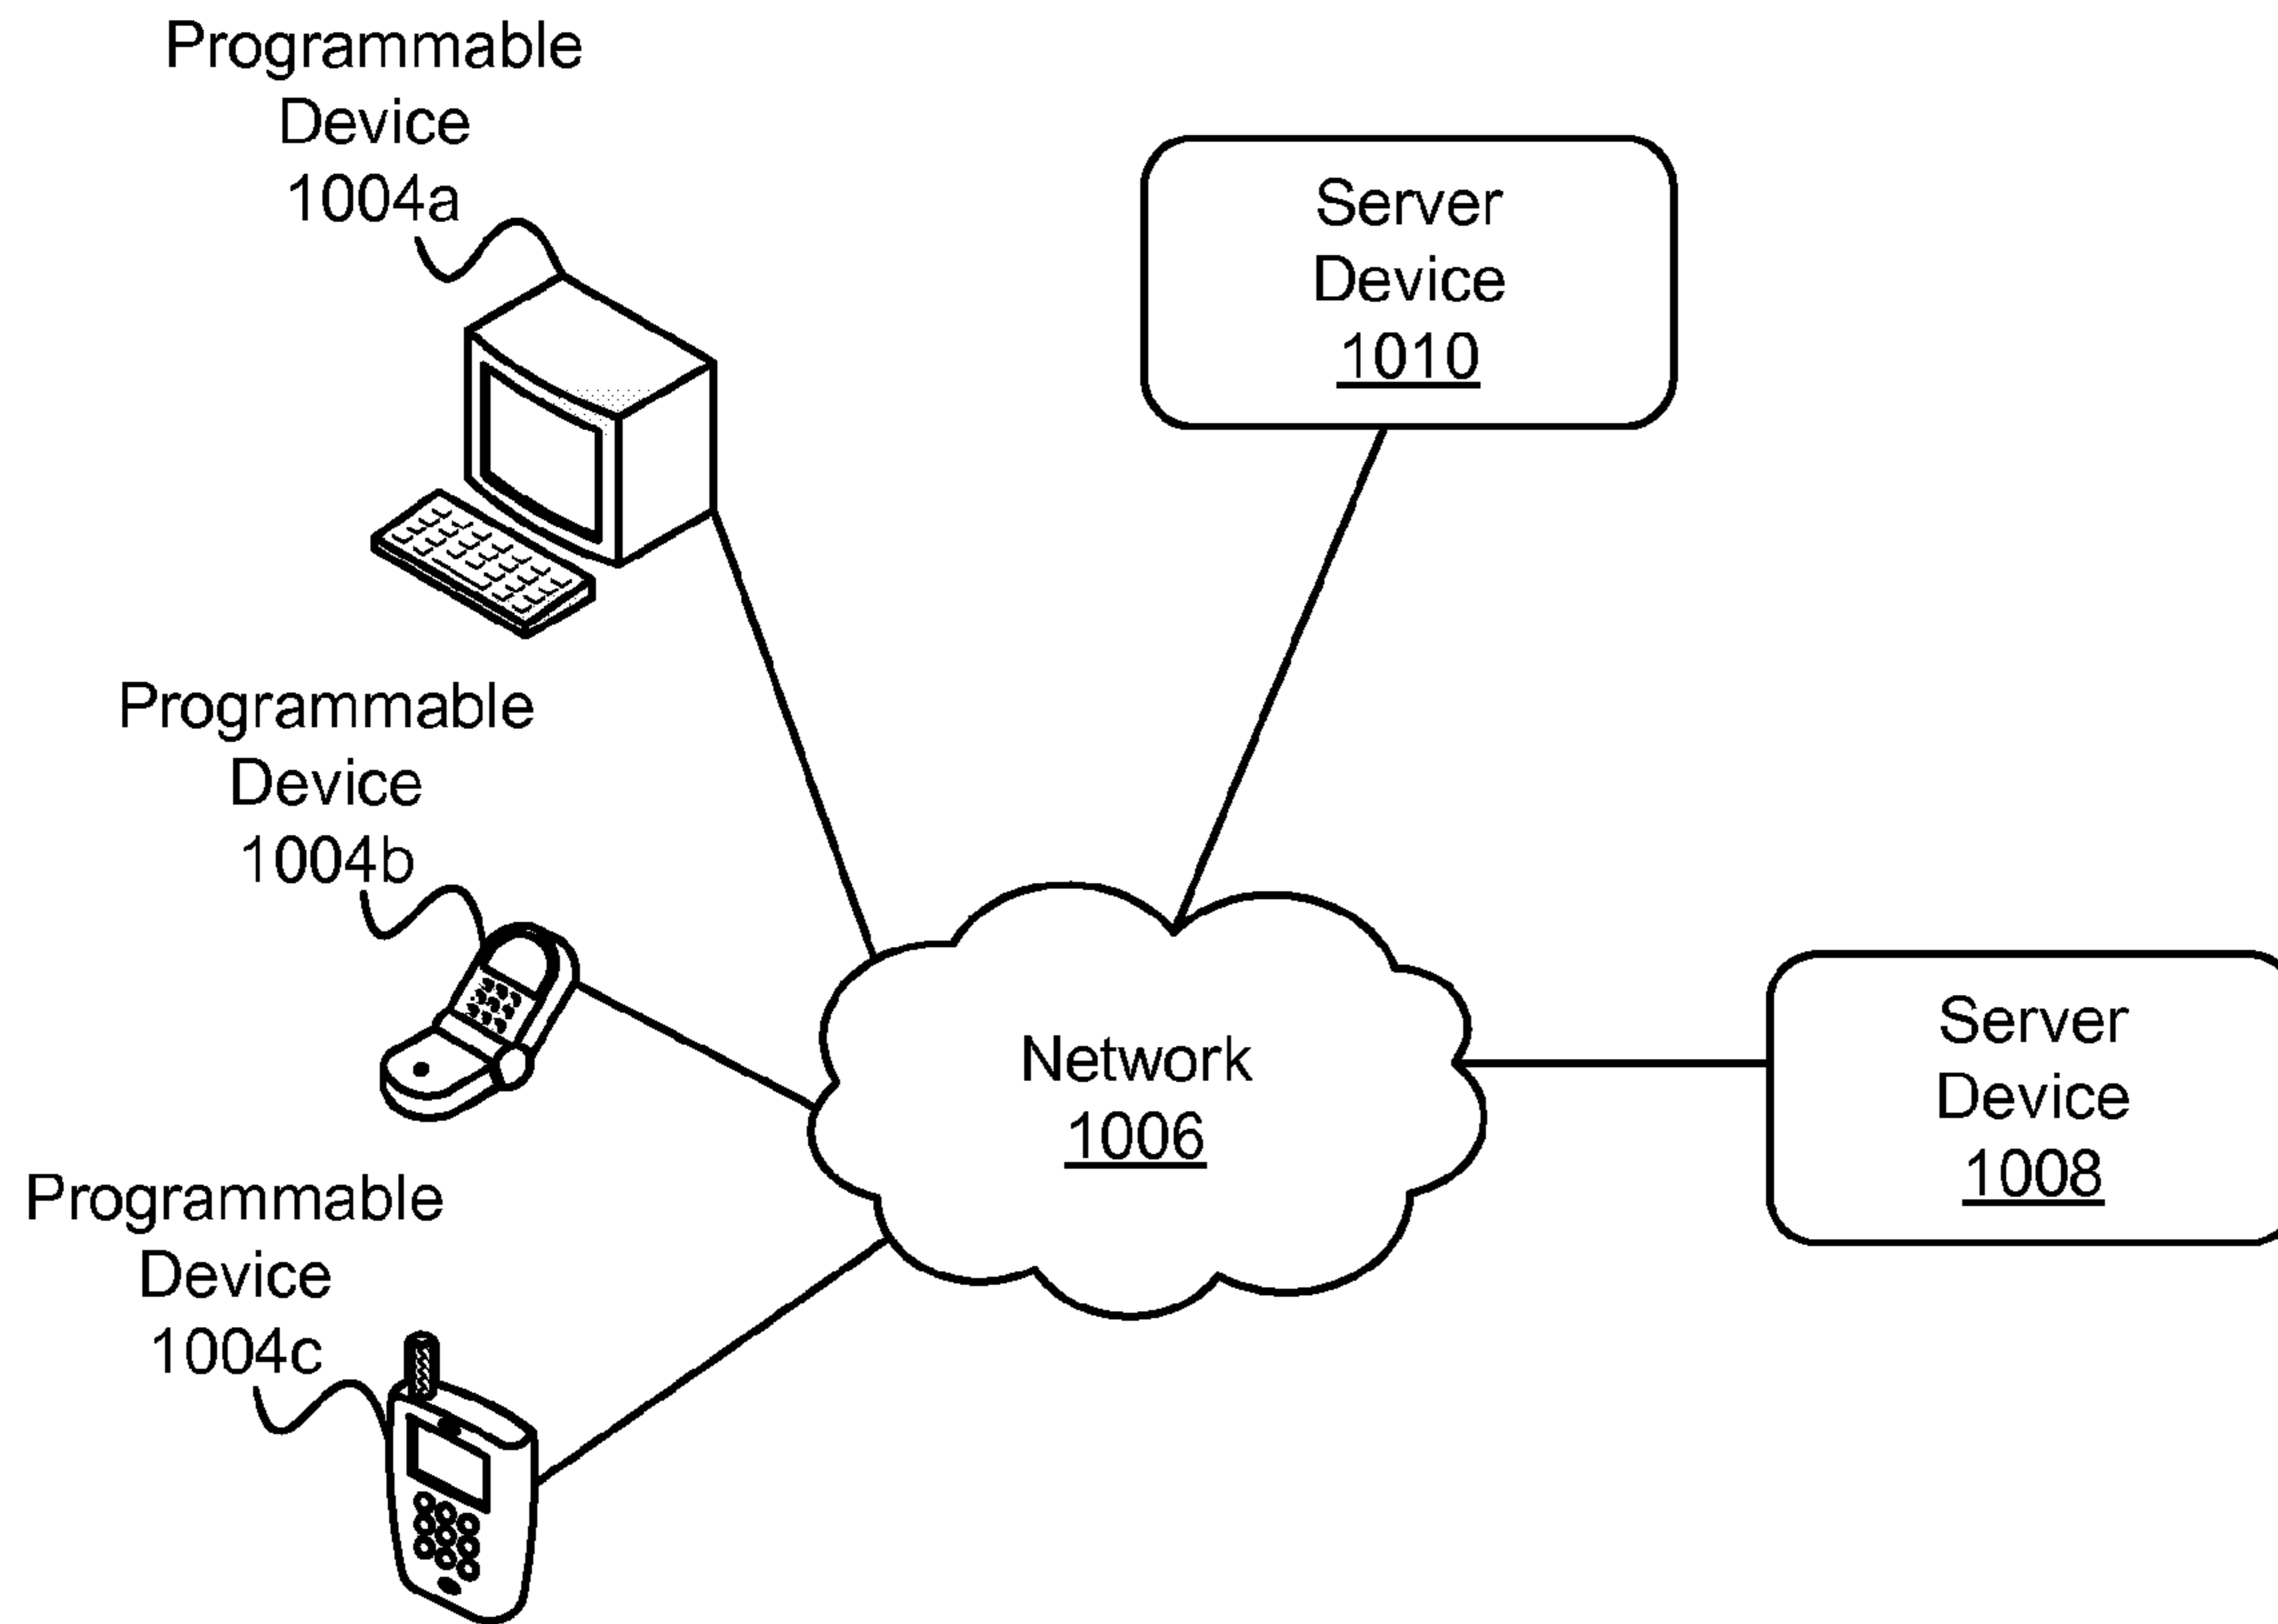 Programmable
Device
1004a
Server
Device
1010
Programmable
Device
1004b
Network
1006
Server
Device
1008
Programmable
Device
1004c